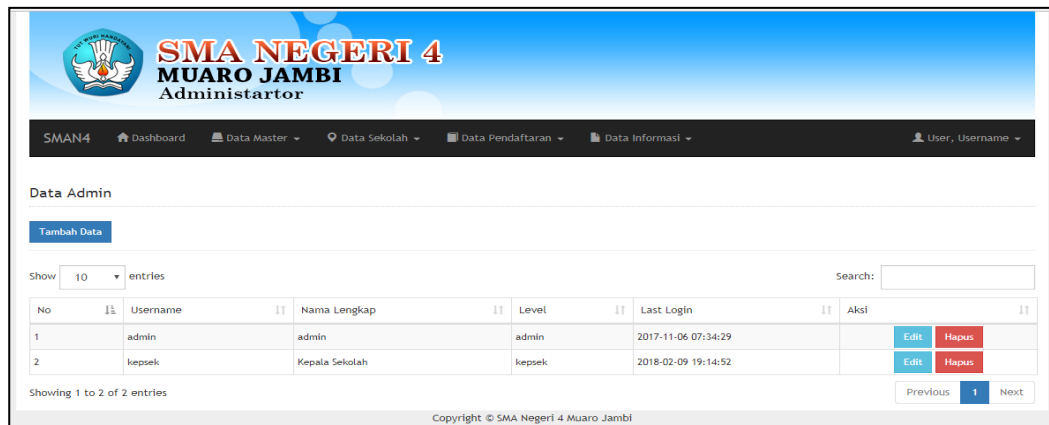 TUT WURI HANDAYANI
SMA NEGERI 4
MUARO JAMBI
Administartor
SMAN4 Dashboard Data Master Data Sekolah Data Pendaftaran Data Informasi User, Username
Data Admin
Tambah Data
Show 10 entries Search:
No Username Nama Lengkap Level Last Login Aksi
1 admin admin admin 2017-11-06 07:34:29 Edit Hapus
2 kepsek Kepala Sekolah kepsek 2018-02-09 19:14:52 Edit Hapus
Showing 1 to 2 of 2 entries Previous 1 Next
Copyright © SMA Negeri 4 Muaro Jambi